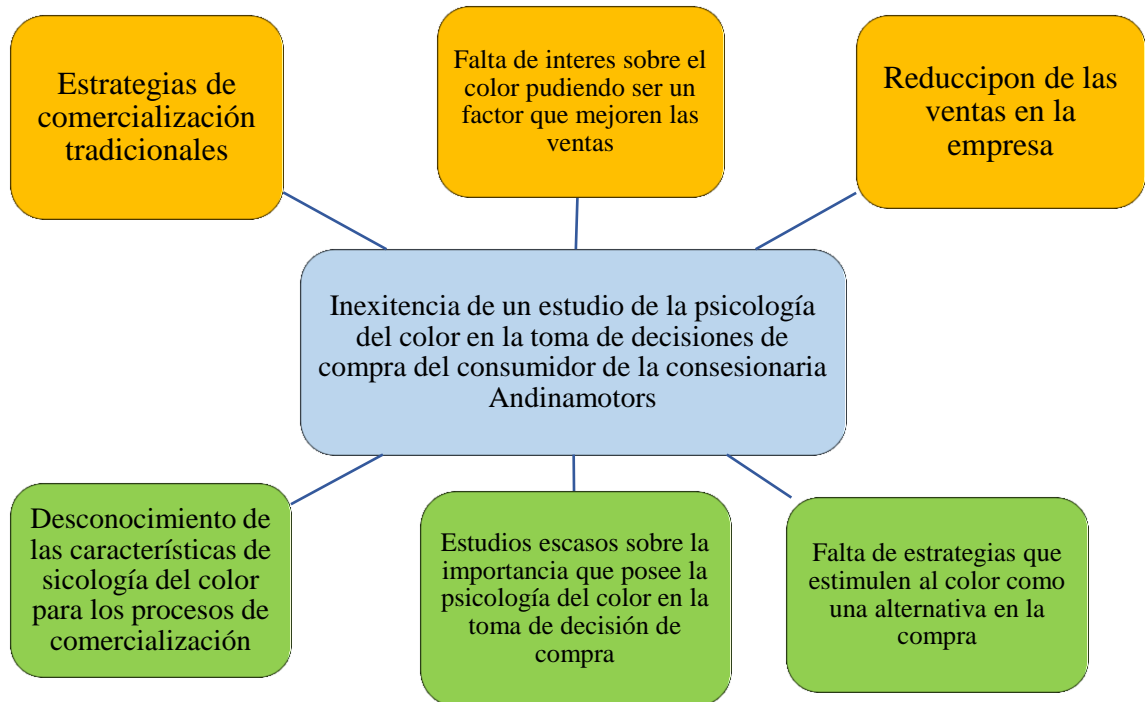 Estrategias de
comercialización
tradicionales
Falta de interes sobre el
color pudiendo ser un
factor que mejoren las
ventas
Reduccipon de las
ventas en la
empresa
Inexitencia de un estudio de la psicología
del color en la toma de decisiones de
compra del consumidor de la consesionaria
Andinamotors
Desconocimiento de
las características de
sicología del color
para los procesos de
comercialización
Estudios escasos sobre la
importancia que posee la
psicología del color en la
toma de decisión de
compra
Falta de estrategias que
estimulen al color como
una alternativa en la
compra